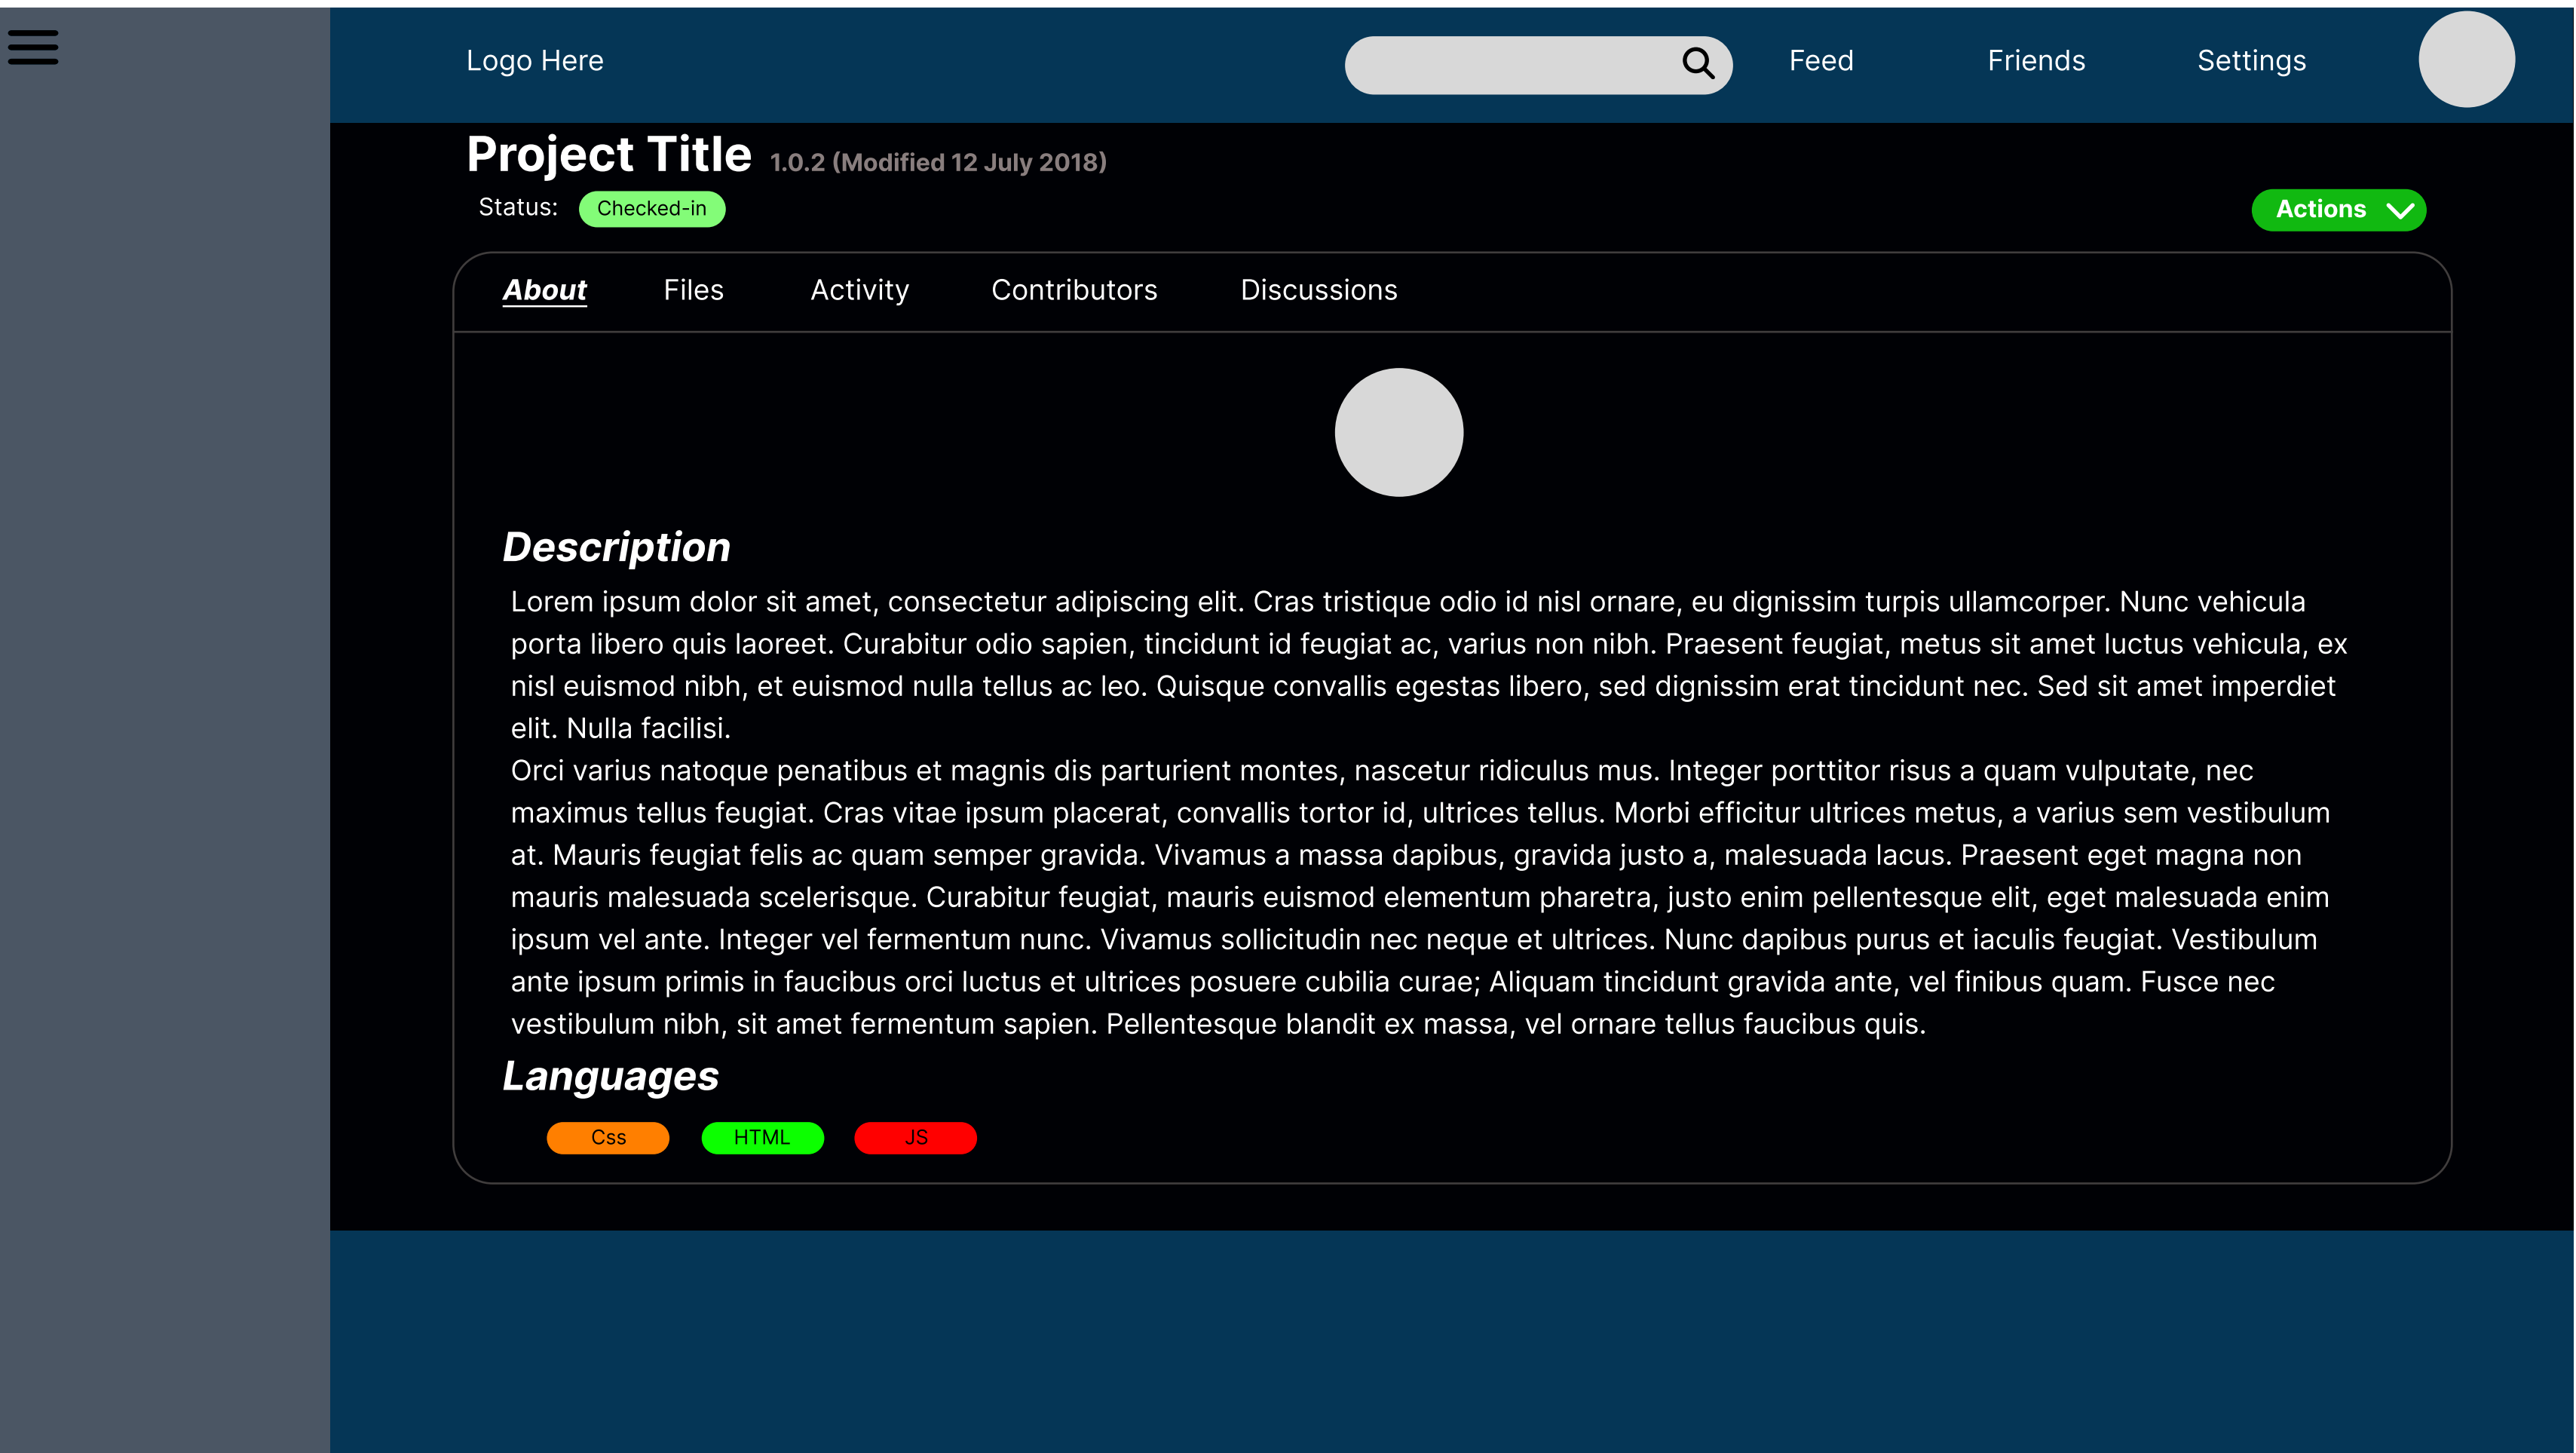 Logo Here
Feed
Friends
Settings
Project Title 1.0.2 (Modified 12 July 2018)
Status: Checked-in
Actions
About
Files
Activity
Contributors
Discussions
Description
Lorem ipsum dolor sit amet, consectetur adipiscing elit. Cras tristique odio id nisl ornare, eu dignissim turpis ullamcorper. Nunc vehicula
porta libero quis laoreet. Curabitur odio sapien, tincidunt id feugiat ac, varius non nibh. Praesent feugiat, metus sit amet luctus vehicula, ex
nisl euismod nibh, et euismod nulla tellus ac leo. Quisque convallis egestas libero, sed dignissim erat tincidunt nec. Sed sit amet imperdiet
elit. Nulla facilisi.
Orci varius natoque penatibus et magnis dis parturient montes, nascetur ridiculus mus. Integer porttitor risus a quam vulputate, nec
maximus tellus feugiat. Cras vitae ipsum placerat, convallis tortor id, ultrices tellus. Morbi efficitur ultrices metus, a varius sem vestibulum
at. Mauris feugiat felis ac quam semper gravida. Vivamus a massa dapibus, gravida justo a, malesuada lacus. Praesent eget magna non
mauris malesuada scelerisque. Curabitur feugiat, mauris euismod elementum pharetra, justo enim pellentesque elit, eget malesuada enim
ipsum vel ante. Integer vel fermentum nunc. Vivamus sollicitudin nec neque et ultrices. Nunc dapibus purus et iaculis feugiat. Vestibulum
ante ipsum primis in faucibus orci luctus et ultrices posuere cubilia curae; Aliquam tincidunt gravida ante, vel finibus quam. Fusce nec
vestibulum nibh, sit amet fermentum sapien. Pellentesque blandit ex massa, vel ornare tellus faucibus quis.
Languages
Css
HTML
JS